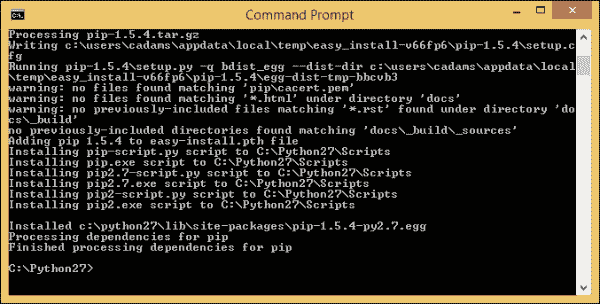 Command Prompt
Processing pip-1.5.4.tar.gz
Writing c:\users\cadams\appdata\local\temp\easy_install-v66fp6\pip-1.5.4\setup.c
fg
Running pip-1.5.4\setup.py -q bdist_egg --dist-dir c:\users\cadams\appdata\local
\temp\easy_install-v66fp6\pip-1.5.4\egg-dist-tmp-bbcvb3
warning: no files found matching 'pip\cacert.pem'
warning: no files found matching '*.html' under directory 'docs'
warning: no previously-included files matching '*.rst' found under directory 'do
cs\_build'
no previously-included directories found matching 'docs\_build\_sources'
Adding pip 1.5.4 to easy-install.pth file
Installing pip-script.py script to C:\Python27\Scripts
Installing pip.exe script to C:\Python27\Scripts
Installing pip2.7-script.py script to C:\Python27\Scripts
Installing pip2.7.exe script to C:\Python27\Scripts
Installing pip2-script.py script to C:\Python27\Scripts
Installing pip2.exe script to C:\Python27\Scripts
Installed c:\python27\lib\site-packages\pip-1.5.4-py2.7.egg
Processing dependencies for pip
Finished processing dependencies for pip
C:\Python27>